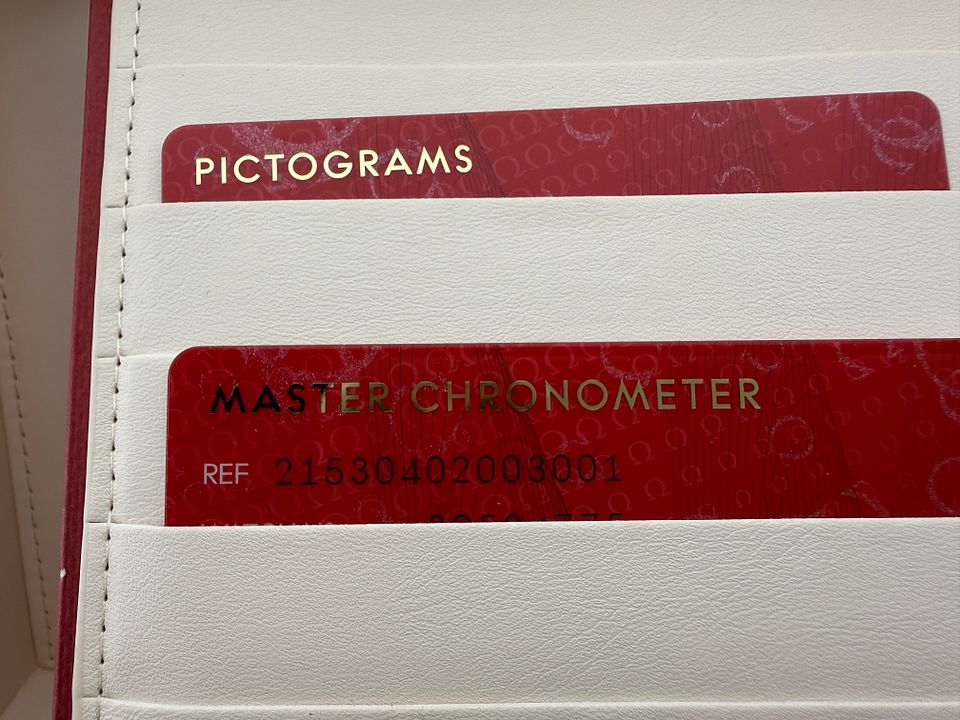 PICTOGRAMS
MASTER CHRONOMETER
REF 21530402003001